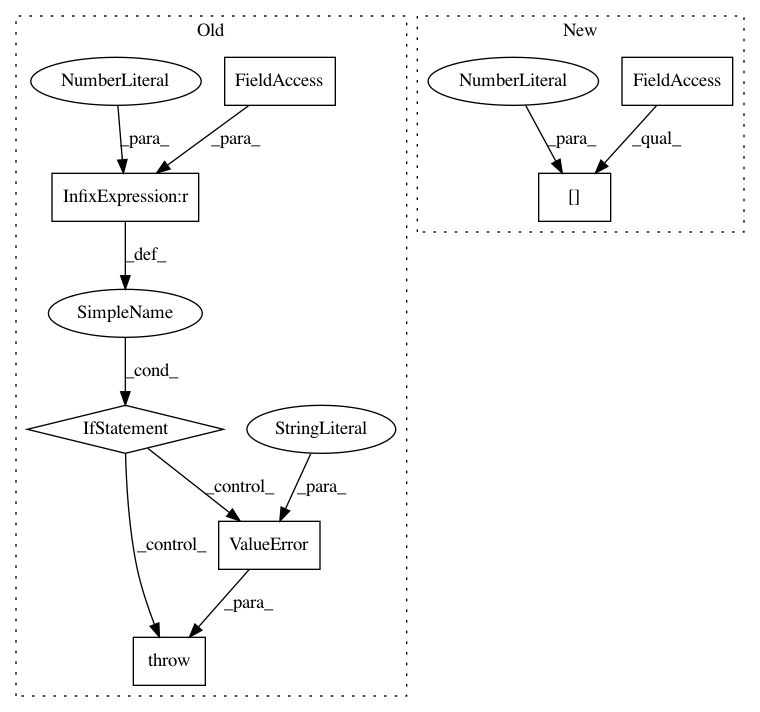 Old
New
NumberLiteral
FieldAccess
NumberLiteral
FieldAccess
_para_
_para_
_para_
_qual_
InfixExpression:r
[]
_def_
SimpleName
_cond_
IfStatement
StringLiteral
_control_
_para_
_control_
ValueError
_para_
throw